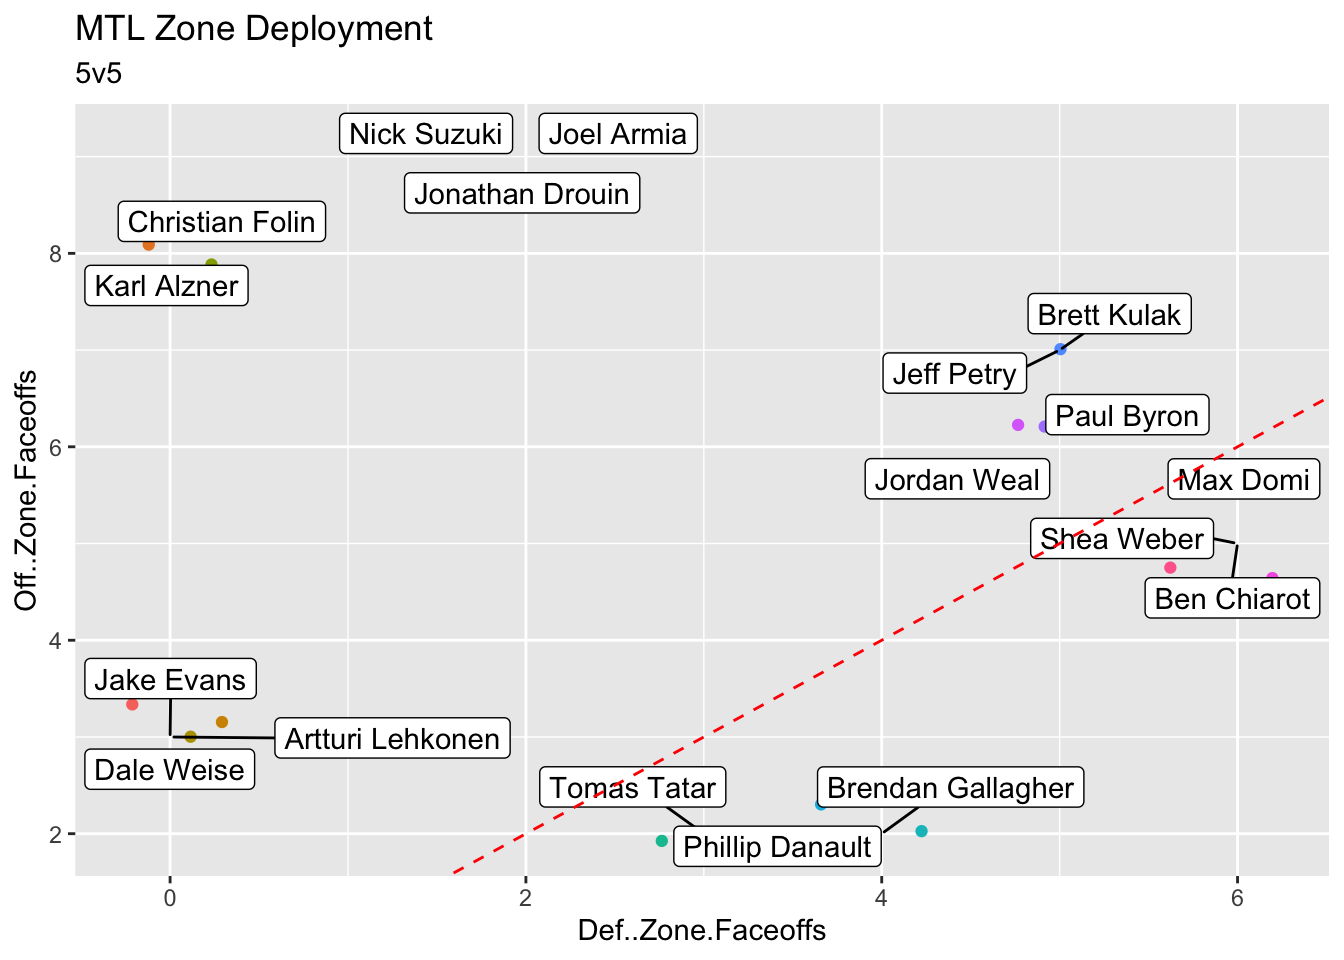 MTL Zone Deployment
5v5
Nick Suzuki
Joel Armia
Jonathan Drouin
Christian Folin
Karl Alzner
Brett Kulak
Jeff Petry
Paul Byron
Jordan Weal
Max Domi
Shea Weber
Ben Chiarot
Jake Evans
Artturi Lehkonen
Dale Weise
Tomas Tatar
Brendan Gallagher
Phillip Danault
Off..Zone.Faceoffs
8
6
4
2
0
2
4
6
Def..Zone.Faceoffs